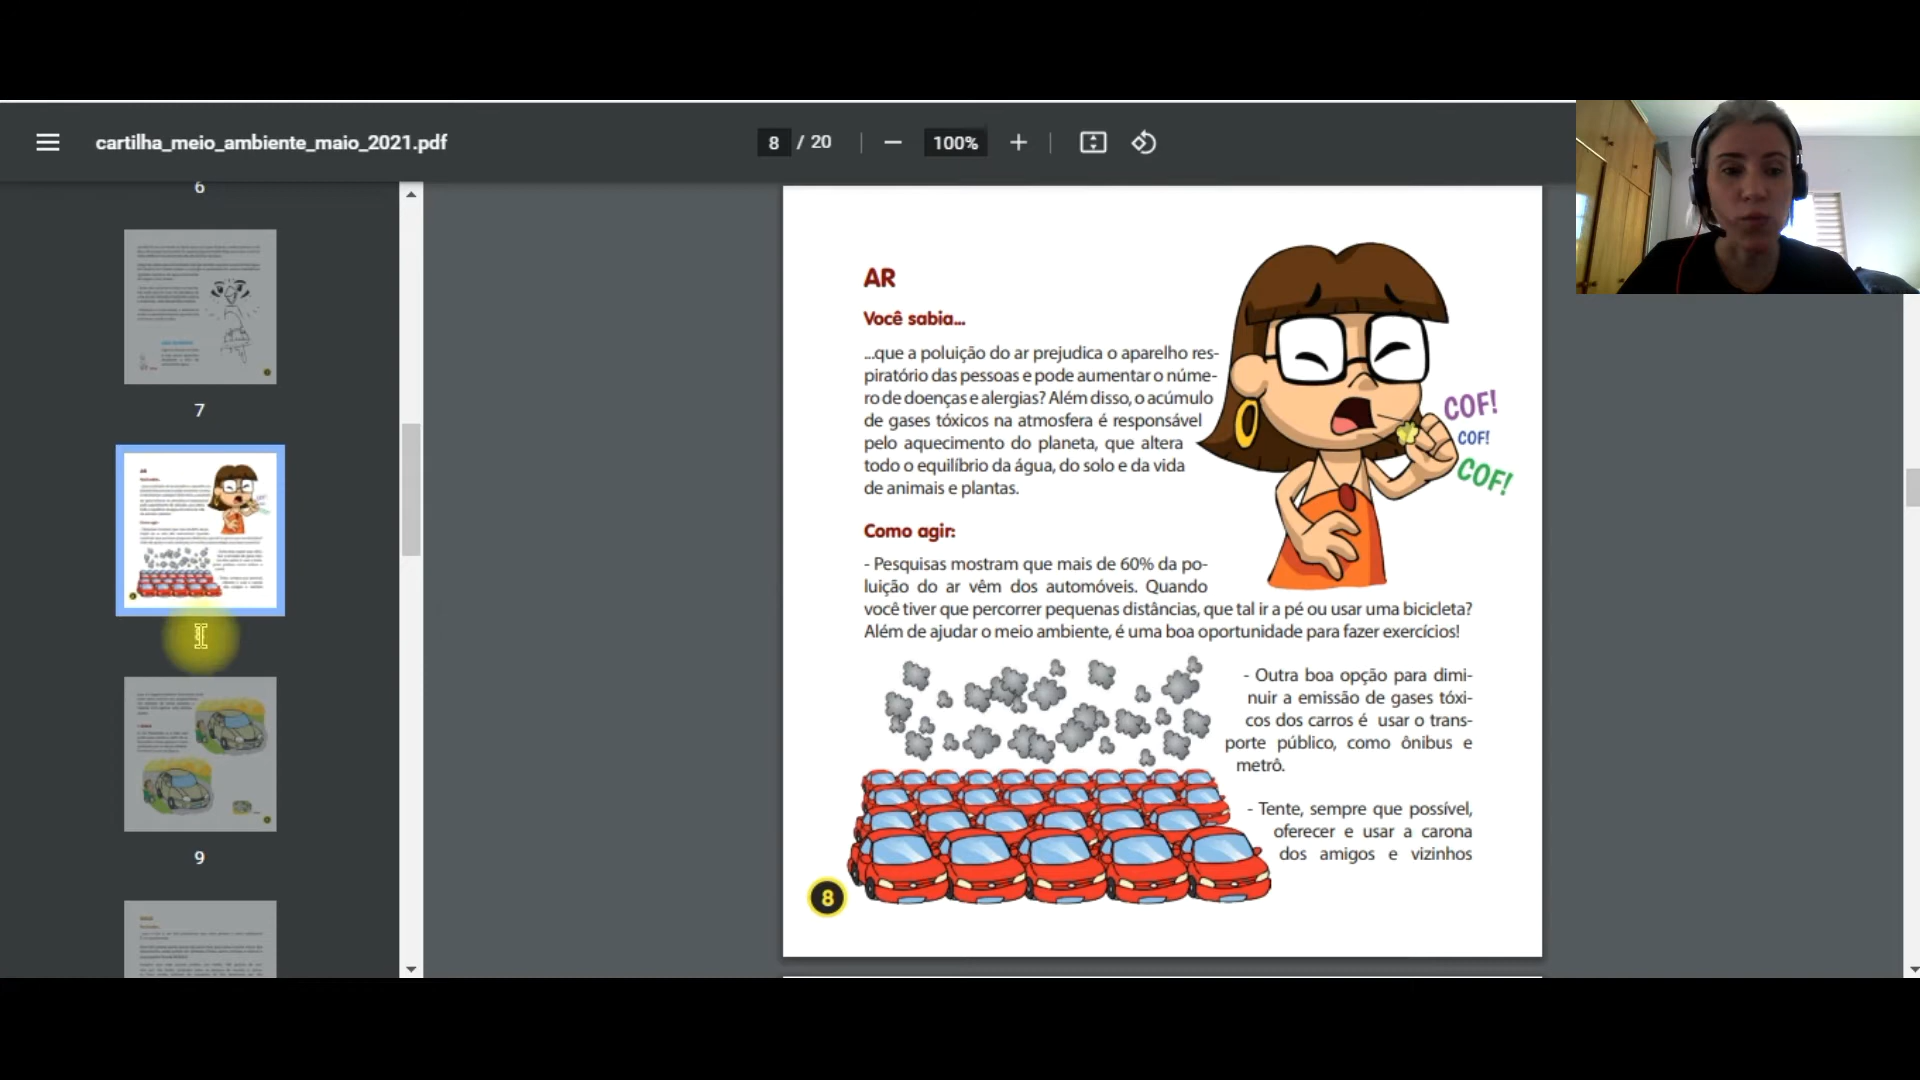 cartilha_meio_ambiente_maio_2021.pdf
8 / 20
100%
6
7
9
AR
Você sabia...
...que a poluição do ar prejudica o aparelho res-
piratório das pessoas e pode aumentar o núme-
ro de doenças e alergias? Além disso, o acúmulo
de gases tóxicos na atmosfera é responsável
pelo aquecimento do planeta, que altera
todo o equilíbrio da água, do solo e da vida
de animais e plantas.
COF!
COF!
COF!
Como agir:
- Pesquisas mostram que mais de 60% da po-
luição do ar vêm dos automóveis. Quando
você tiver que percorrer pequenas distâncias, que tal ir a pé ou usar uma bicicleta?
Além de ajudar o meio ambiente, é uma boa oportunidade para fazer exercícios!
- Outra boa opção para dimi-
nuir a emissão de gases tóxi-
cos dos carros é usar o trans-
porte público, como ônibus e
metrô.
- Tente, sempre que possível,
oferecer e usar a carona
dos amigos e vizinhos
8